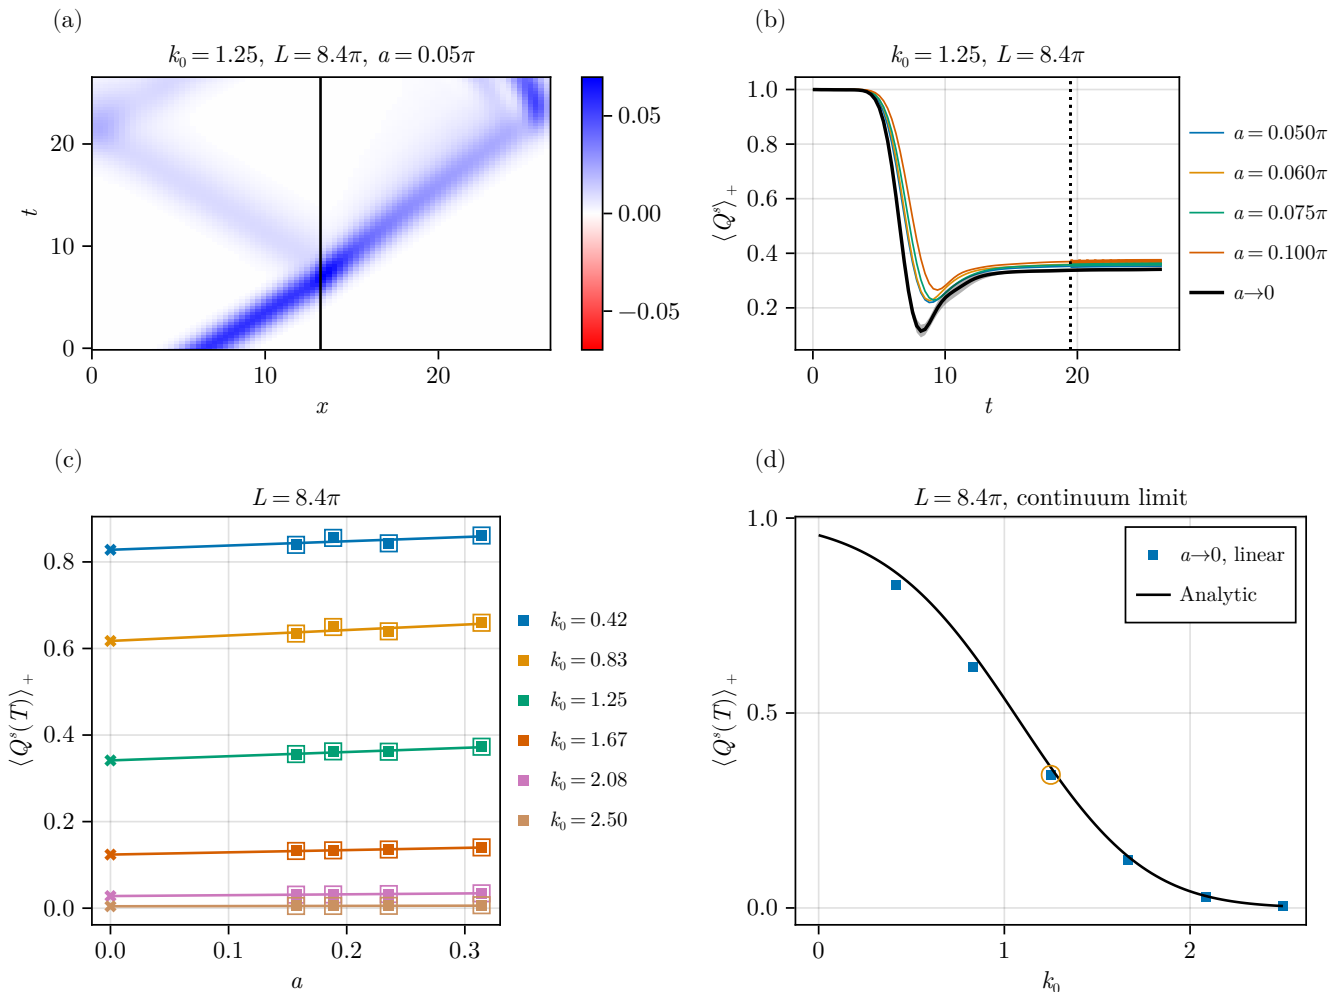 (a)
k₀ = 1.25, L = 8.4π, a = 0.05π
20
10
0
t
0
10
20
x
0.05
0.00
−0.05
(b)
k₀ = 1.25, L = 8.4π
1.0
0.8
0.6
0.4
0.2
⟨Qˢ⟩₊
0
10
20
t
a = 0.050π
a = 0.060π
a = 0.075π
a = 0.100π
a→0
(c)
L = 8.4π
0.8
0.6
0.4
0.2
0.0
⟨Qˢ(T)⟩₊
0.0
0.1
0.2
0.3
a
k₀ = 0.42
k₀ = 0.83
k₀ = 1.25
k₀ = 1.67
k₀ = 2.08
k₀ = 2.50
(d)
L = 8.4π, continuum limit
1.0
0.5
0.0
⟨Qˢ(T)⟩₊
0
1
2
k₀
a→0, linear
Analytic